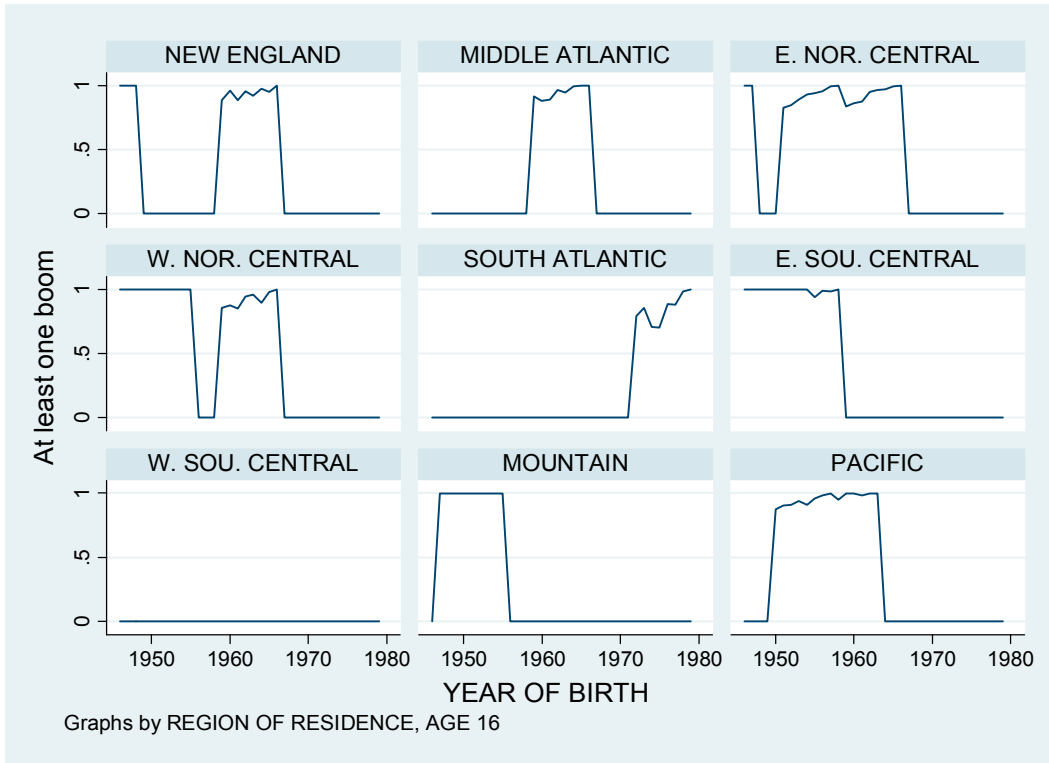 NEW ENGLAND
MIDDLE ATLANTIC
E. NOR. CENTRAL
1
.5
0
W. NOR. CENTRAL
SOUTH ATLANTIC
E. SOU. CENTRAL
1
.5
0
At least one boom
W. SOU. CENTRAL
MOUNTAIN
PACIFIC
1
.5
0
1950 1960 1970 1980
1950 1960 1970 1980
1950 1960 1970 1980
YEAR OF BIRTH
Graphs by REGION OF RESIDENCE, AGE 16